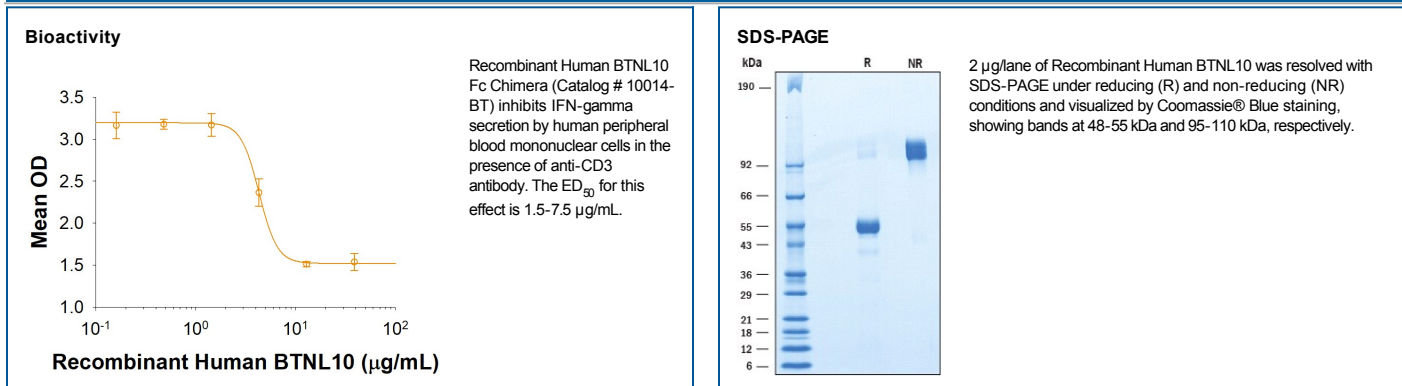 Bioactivity
3.5
3.0
2.5
2.0
1.5
1.0
Mean OD
10-1
100
101
102
Recombinant Human BTNL10 (μg/mL)
Recombinant Human BTNL10
Fc Chimera (Catalog # 10014-
BT) inhibits IFN-gamma
secretion by human peripheral
blood mononuclear cells in the
presence of anti-CD3
antibody. The ED50 for this
effect is 1.5-7.5 μg/mL.
SDS-PAGE
kDa R NR
190
92
66
55
43
36
29
21
18
12
6
2 μg/lane of Recombinant Human BTNL10 was resolved with
SDS-PAGE under reducing (R) and non-reducing (NR)
conditions and visualized by Coomassie® Blue staining,
showing bands at 48-55 kDa and 95-110 kDa, respectively.